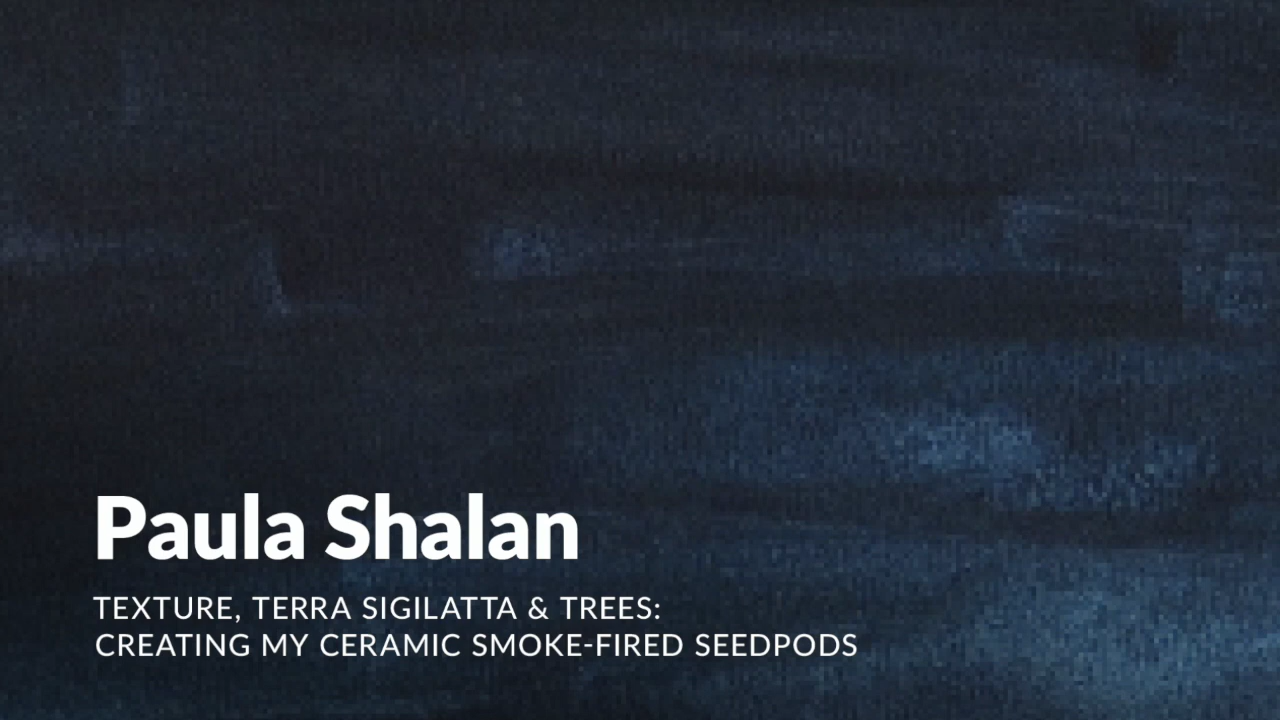 Paula Shalan
TEXTURE, TERRA SIGILATTA & TREES:
CREATING MY CERAMIC SMOKE-FIRED SEEDPODS